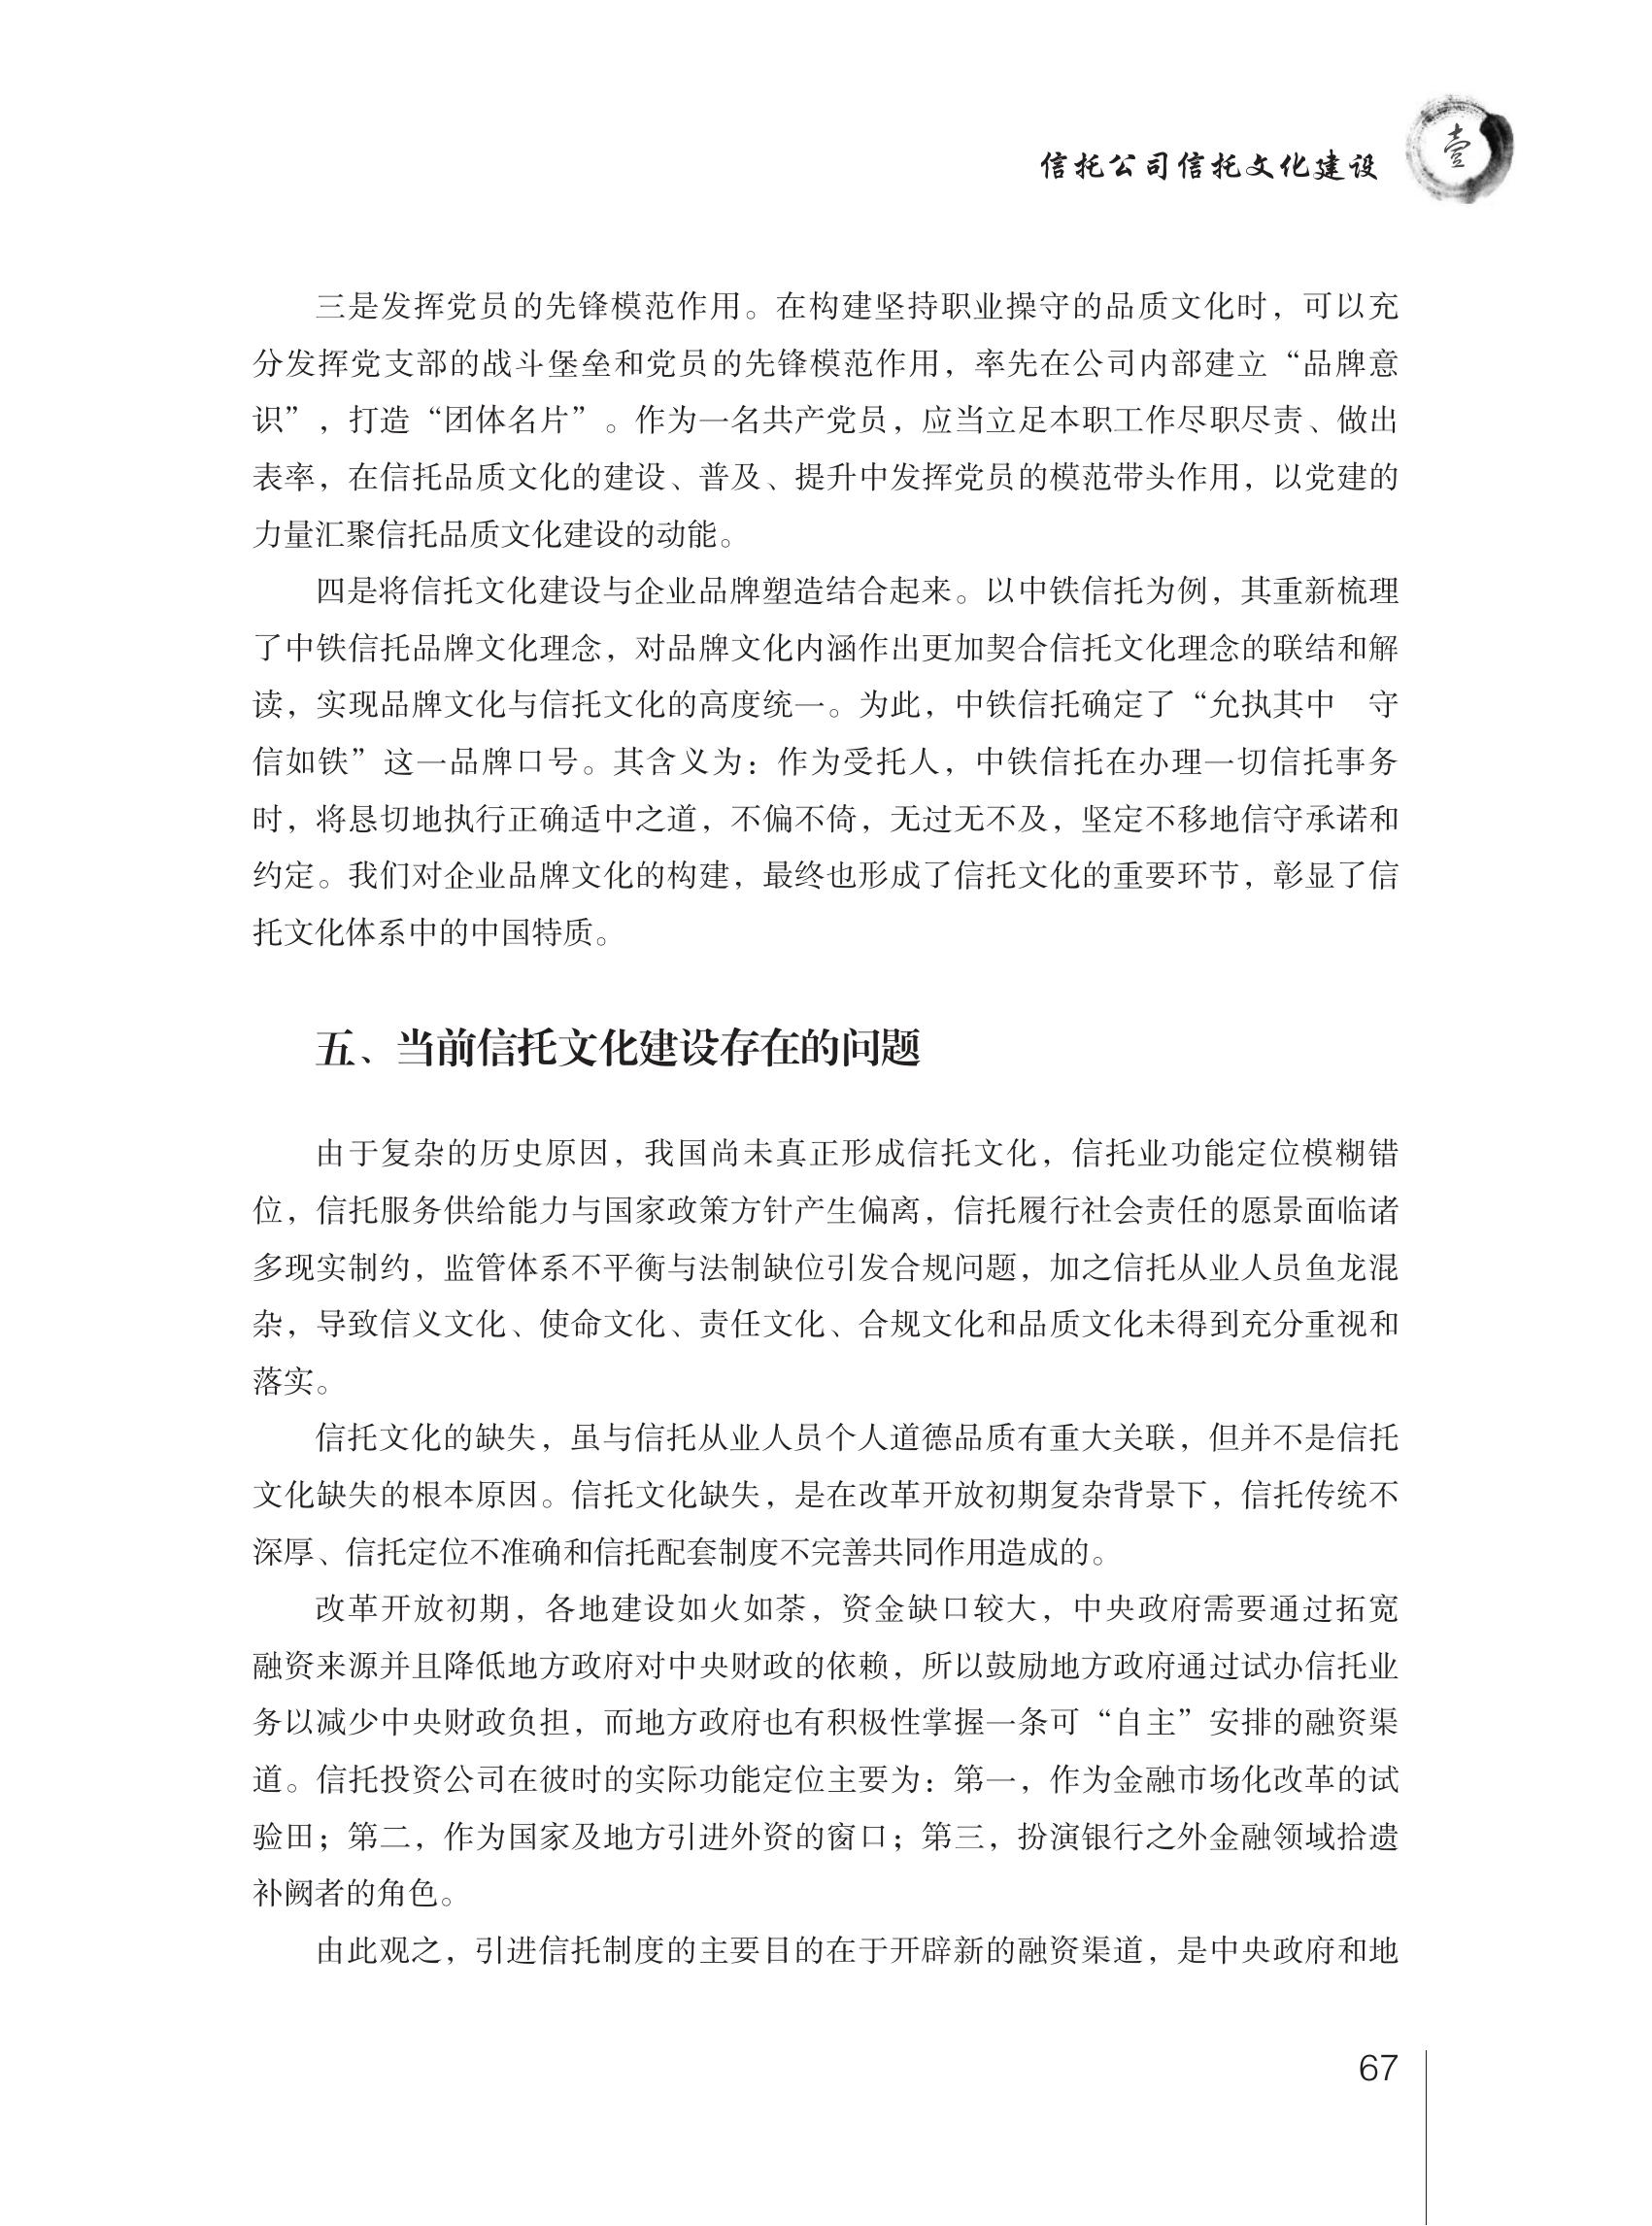 信托公司信托文化建设
壹
三是发挥党员的先锋模范作用。在构建坚持职业操守的品质文化时，可以充
分发挥党支部的战斗堡垒和党员的先锋模范作用，率先在公司内部建立“品牌意
识”，打造“团体名片”。作为一名共产党员，应当立足本职工作尽职尽责、做出
表率，在信托品质文化的建设、普及、提升中发挥党员的模范带头作用，以党建的
力量汇聚信托品质文化建设的动能。
四是将信托文化建设与企业品牌塑造结合起来。以中铁信托为例，其重新梳理
了中铁信托品牌文化理念，对品牌文化内涵作出更加契合信托文化理念的联结和解
读，实现品牌文化与信托文化的高度统一。为此，中铁信托确定了“允执其中　守
信如铁”这一品牌口号。其含义为：作为受托人，中铁信托在办理一切信托事务
时，将恳切地执行正确适中之道，不偏不倚，无过无不及，坚定不移地信守承诺和
约定。我们对企业品牌文化的构建，最终也形成了信托文化的重要环节，彰显了信
托文化体系中的中国特质。
五、当前信托文化建设存在的问题
由于复杂的历史原因，我国尚未真正形成信托文化，信托业功能定位模糊错
位，信托服务供给能力与国家政策方针产生偏离，信托履行社会责任的愿景面临诸
多现实制约，监管体系不平衡与法制缺位引发合规问题，加之信托从业人员鱼龙混
杂，导致信义文化、使命文化、责任文化、合规文化和品质文化未得到充分重视和
落实。
信托文化的缺失，虽与信托从业人员个人道德品质有重大关联，但并不是信托
文化缺失的根本原因。信托文化缺失，是在改革开放初期复杂背景下，信托传统不
深厚、信托定位不准确和信托配套制度不完善共同作用造成的。
改革开放初期，各地建设如火如荼，资金缺口较大，中央政府需要通过拓宽
融资来源并且降低地方政府对中央财政的依赖，所以鼓励地方政府通过试办信托业
务以减少中央财政负担，而地方政府也有积极性掌握一条可“自主”安排的融资渠
道。信托投资公司在彼时的实际功能定位主要为：第一，作为金融市场化改革的试
验田；第二，作为国家及地方引进外资的窗口；第三，扮演银行之外金融领域拾遗
补阙者的角色。
由此观之，引进信托制度的主要目的在于开辟新的融资渠道，是中央政府和地
67